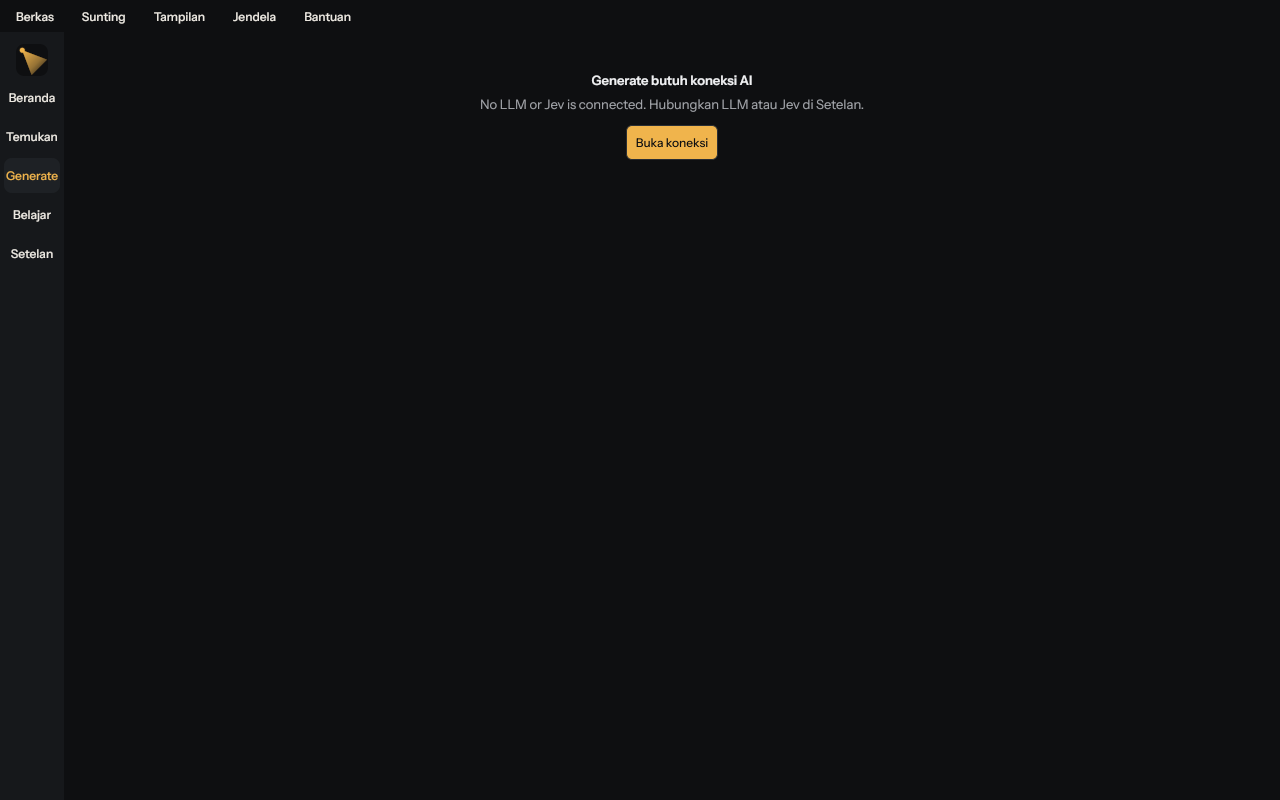 Berkas Sunting Tampilan Jendela Bantuan
Beranda
Temukan
Generate
Belajar
Setelan
Generate butuh koneksi AI
No LLM or Jev is connected. Hubungkan LLM atau Jev di Setelan.
Buka koneksi